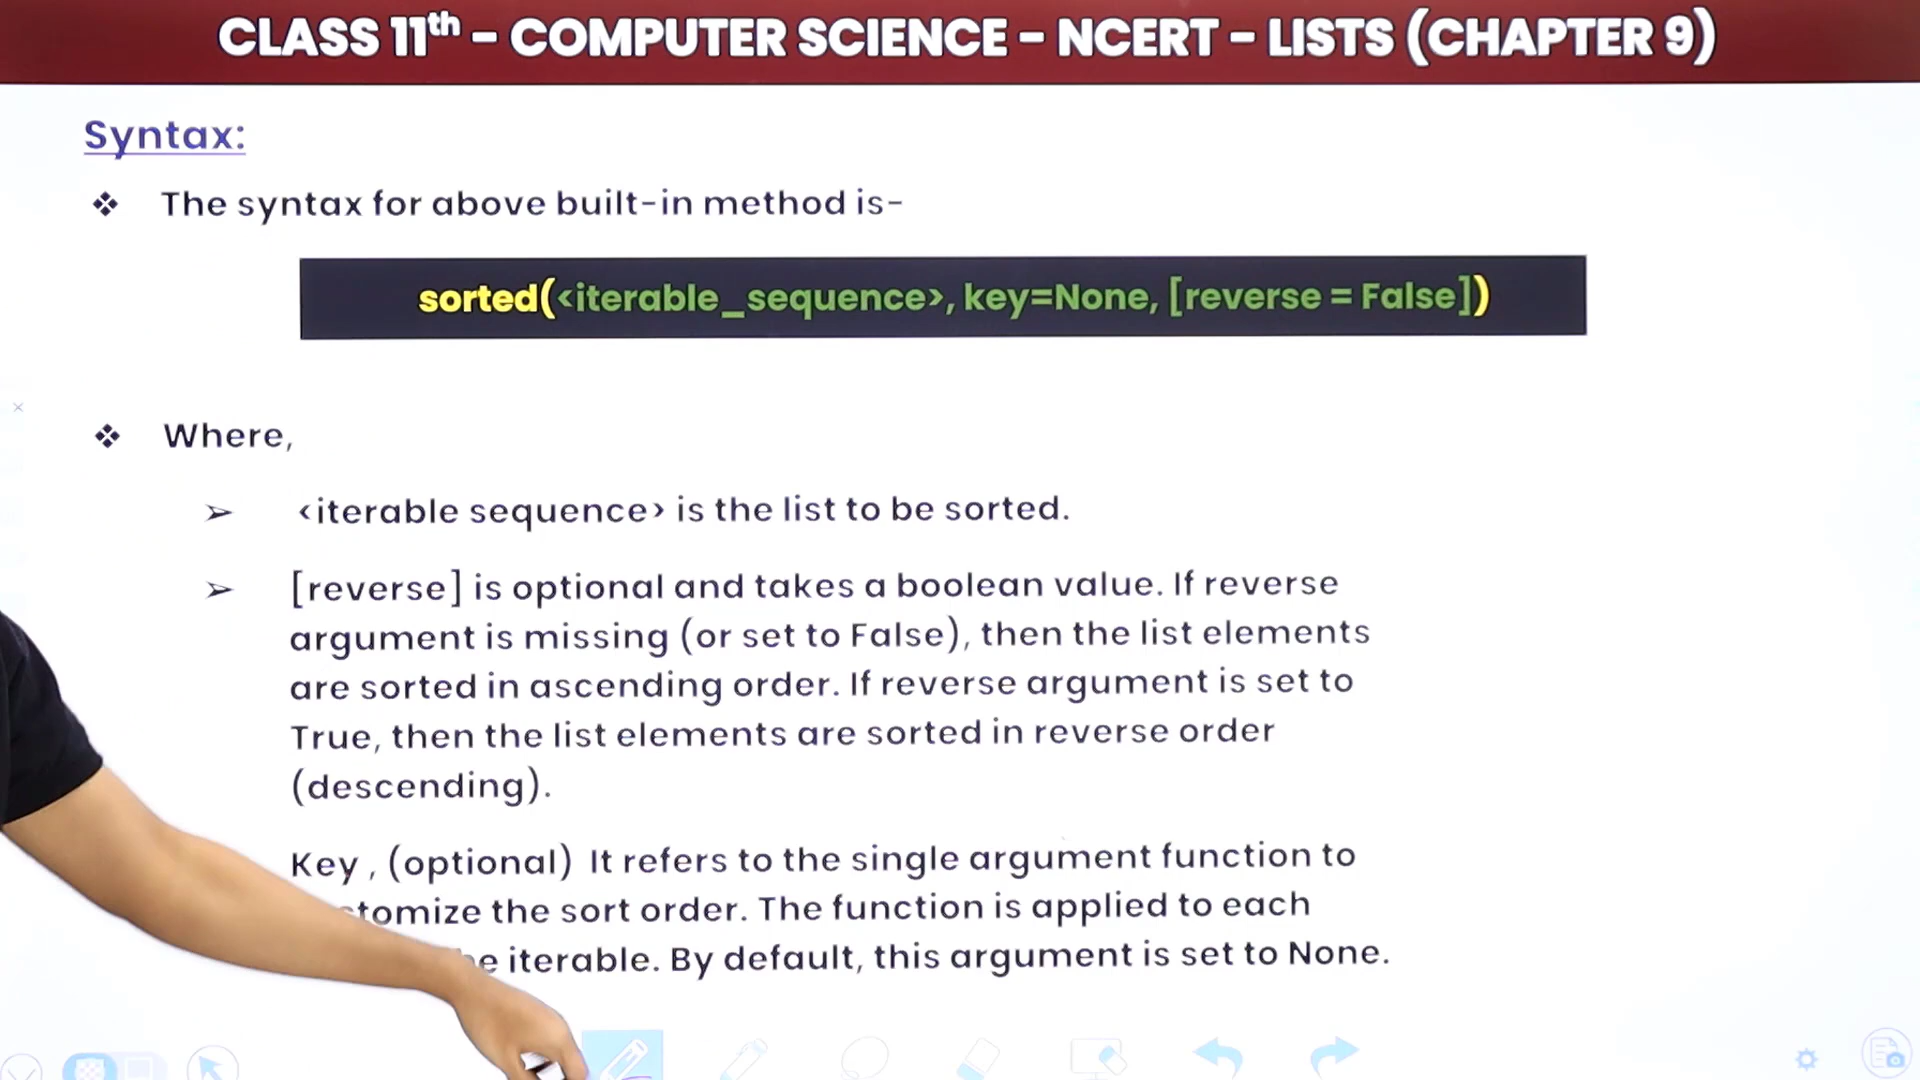 CLASS 11th - COMPUTER SCIENCE - NCERT - LISTS (CHAPTER 9)
Syntax:
❖ The syntax for above built-in method is-
sorted(<iterable_sequence>, key=None, [reverse = False])
❖ Where,
➢ <iterable sequence> is the list to be sorted.
➢ [reverse] is optional and takes a boolean value. If reverse
argument is missing (or set to False), then the list elements
are sorted in ascending order. If reverse argument is set to
True, then the list elements are sorted in reverse order
(descending).
Key , (optional) It refers to the single argument function to
tomize the sort order. The function is applied to each
e iterable. By default, this argument is set to None.